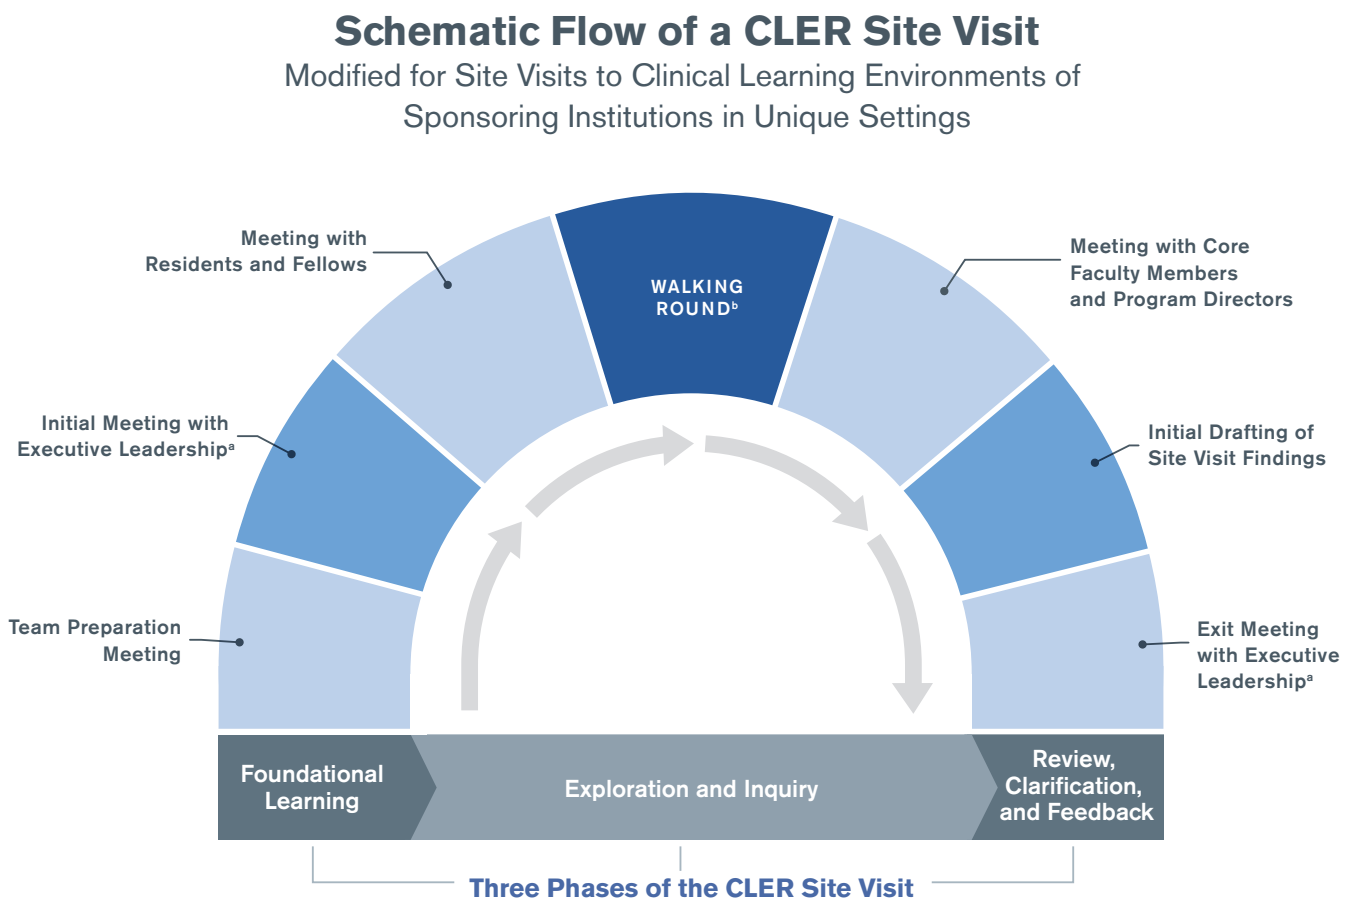 Schematic Flow of a CLER Site Visit
Modified for Site Visits to Clinical Learning Environments of
Sponsoring Institutions in Unique Settings
Team Preparation
Meeting
Initial Meeting with
Executive Leadershipᵃ
Meeting with
Residents and Fellows
WALKING
ROUNDᵇ
Meeting with Core
Faculty Members
and Program Directors
Initial Drafting of
Site Visit Findings
Exit Meeting
with Executive
Leadershipᵃ
Foundational
Learning
Exploration and Inquiry
Review,
Clarification,
and Feedback
Three Phases of the CLER Site Visit